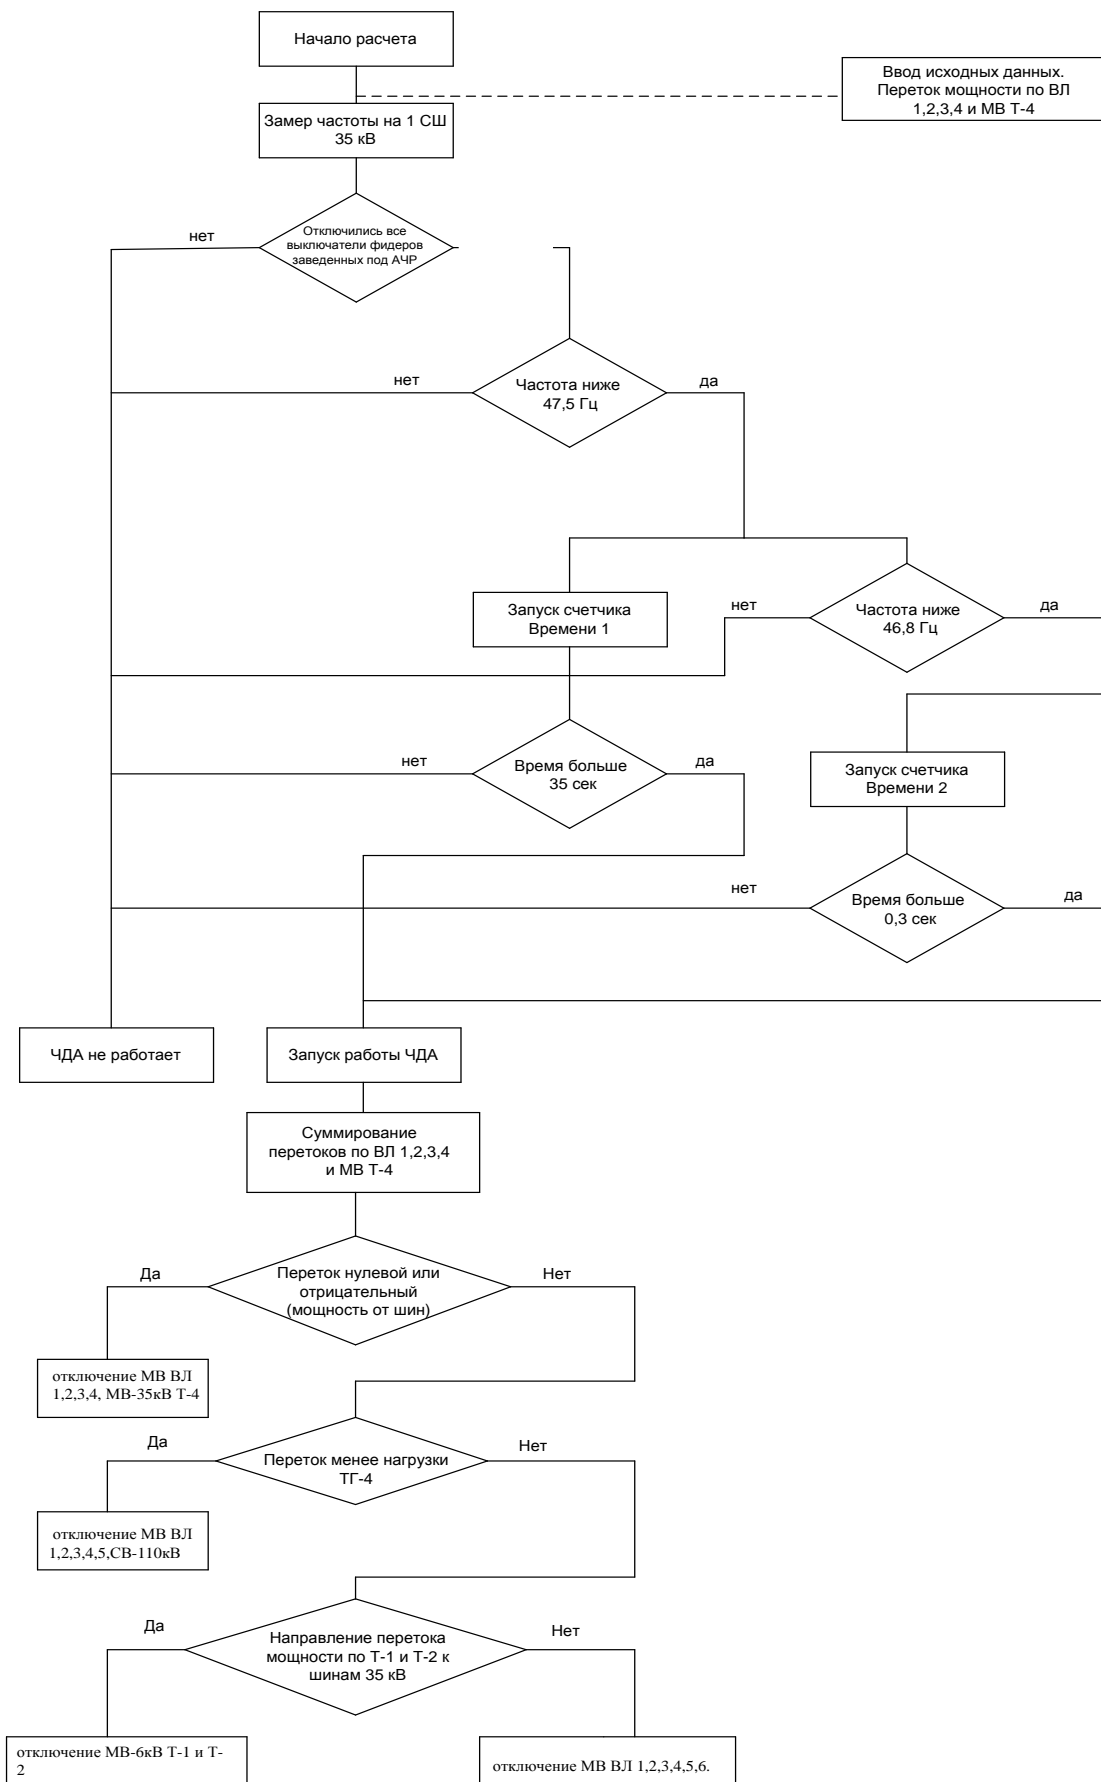 Начало расчета
Ввод исходных данных.
Переток мощности по ВЛ
1,2,3,4 и МВ Т-4
Замер частоты на 1 СШ
35 кВ
нет
Отключились все
выключатели фидеров
заведенных под АЧР
нет
Частота ниже
47,5 Гц
да
Запуск счетчика
Времени 1
нет
Частота ниже
46,8 Гц
да
нет
Время больше
35 сек
да
Запуск счетчика
Времени 2
нет
Время больше
0,3 сек
да
ЧДА не работает
Запуск работы ЧДА
Суммирование
перетоков по ВЛ 1,2,3,4
и МВ Т-4
Да
Переток нулевой или
отрицательный
(мощность от шин)
Нет
отключение МВ ВЛ
1,2,3,4, МВ-35кВ Т-4
Да
Переток менее нагрузки
ТГ-4
Нет
отключение МВ ВЛ
1,2,3,4,5,СВ-110кВ
Да
Направление перетока
мощности по Т-1 и Т-2 к
шинам 35 кВ
Нет
отключение МВ-6кВ Т-1 и Т-
2
отключение МВ ВЛ 1,2,3,4,5,6.